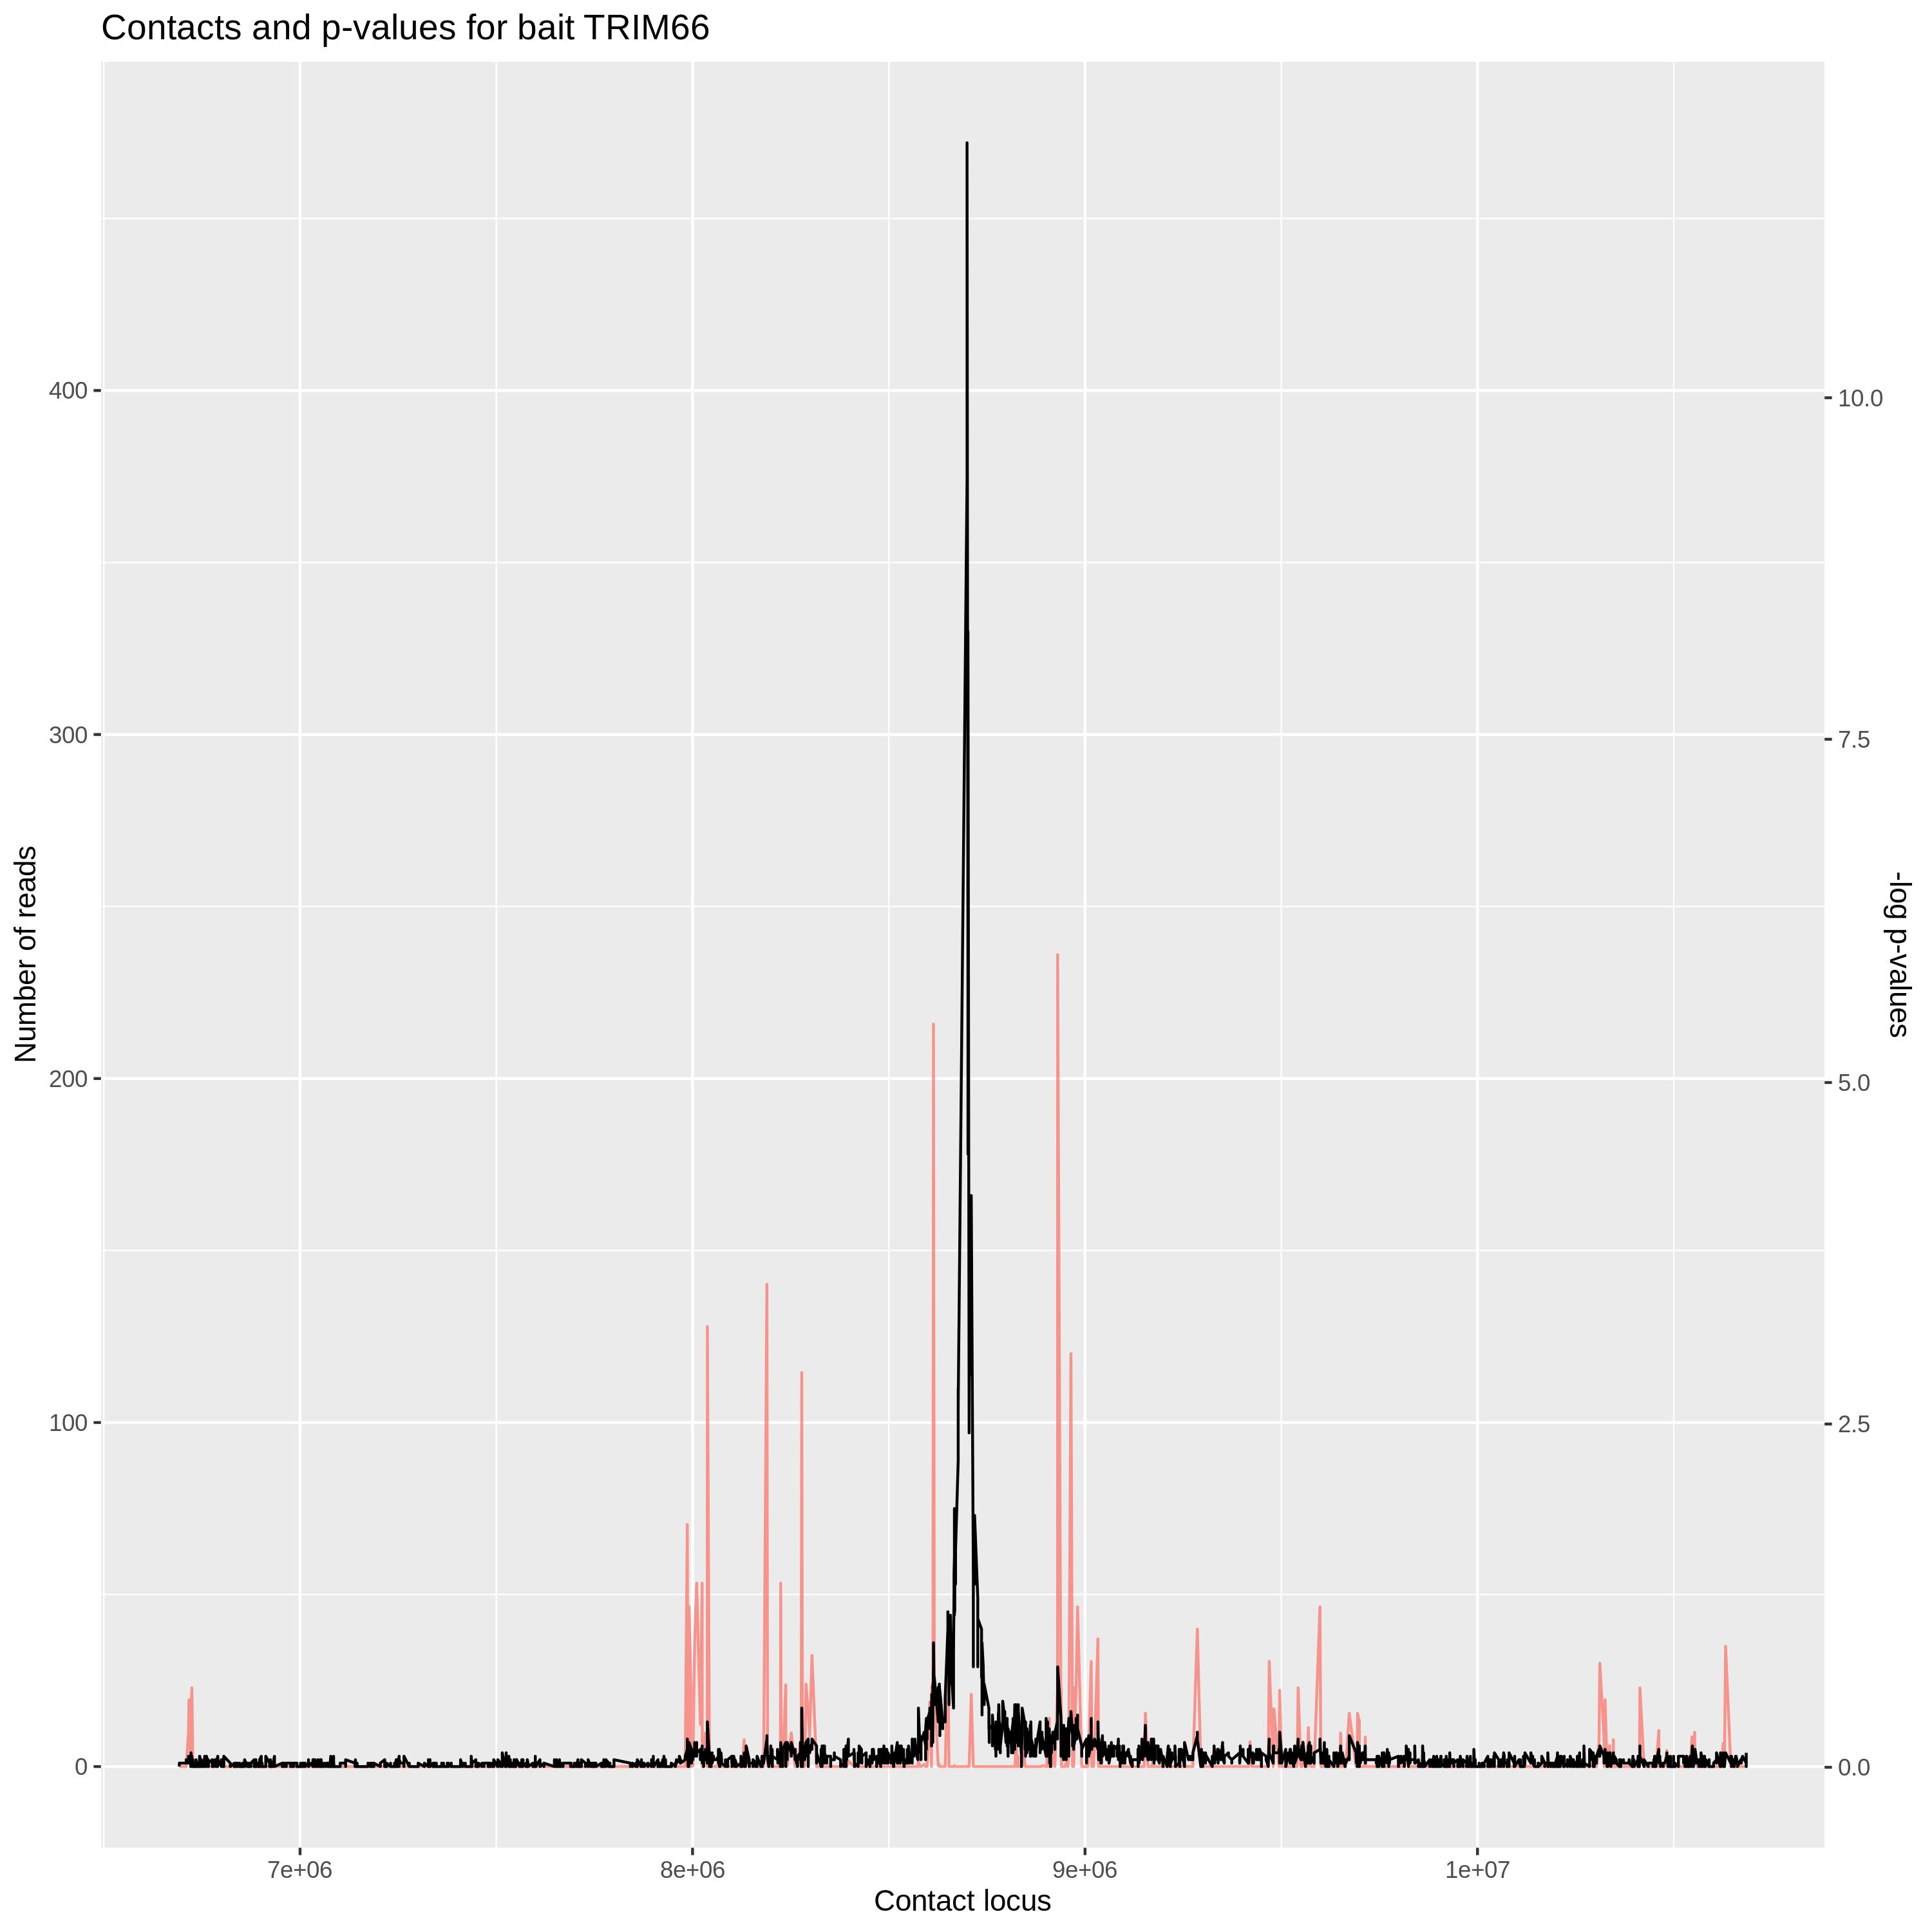 Contacts and p-values for bait TRIM66
400
300
200
100
0
Number of reads
10.0
7.5
5.0
2.5
0.0
-log p-values
7e+06
8e+06
9e+06
1e+07
Contact locus